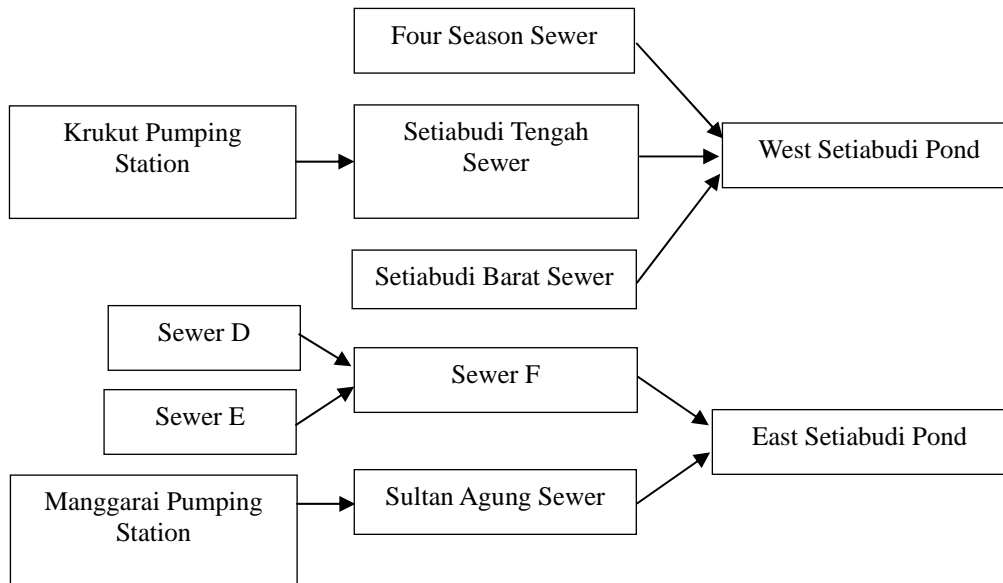 Four Season Sewer
Krukut Pumping
Station
Setiabudi Tengah
Sewer
West Setiabudi Pond
Setiabudi Barat Sewer
Sewer D
Sewer F
Sewer E
East Setiabudi Pond
Manggarai Pumping
Station
Sultan Agung Sewer